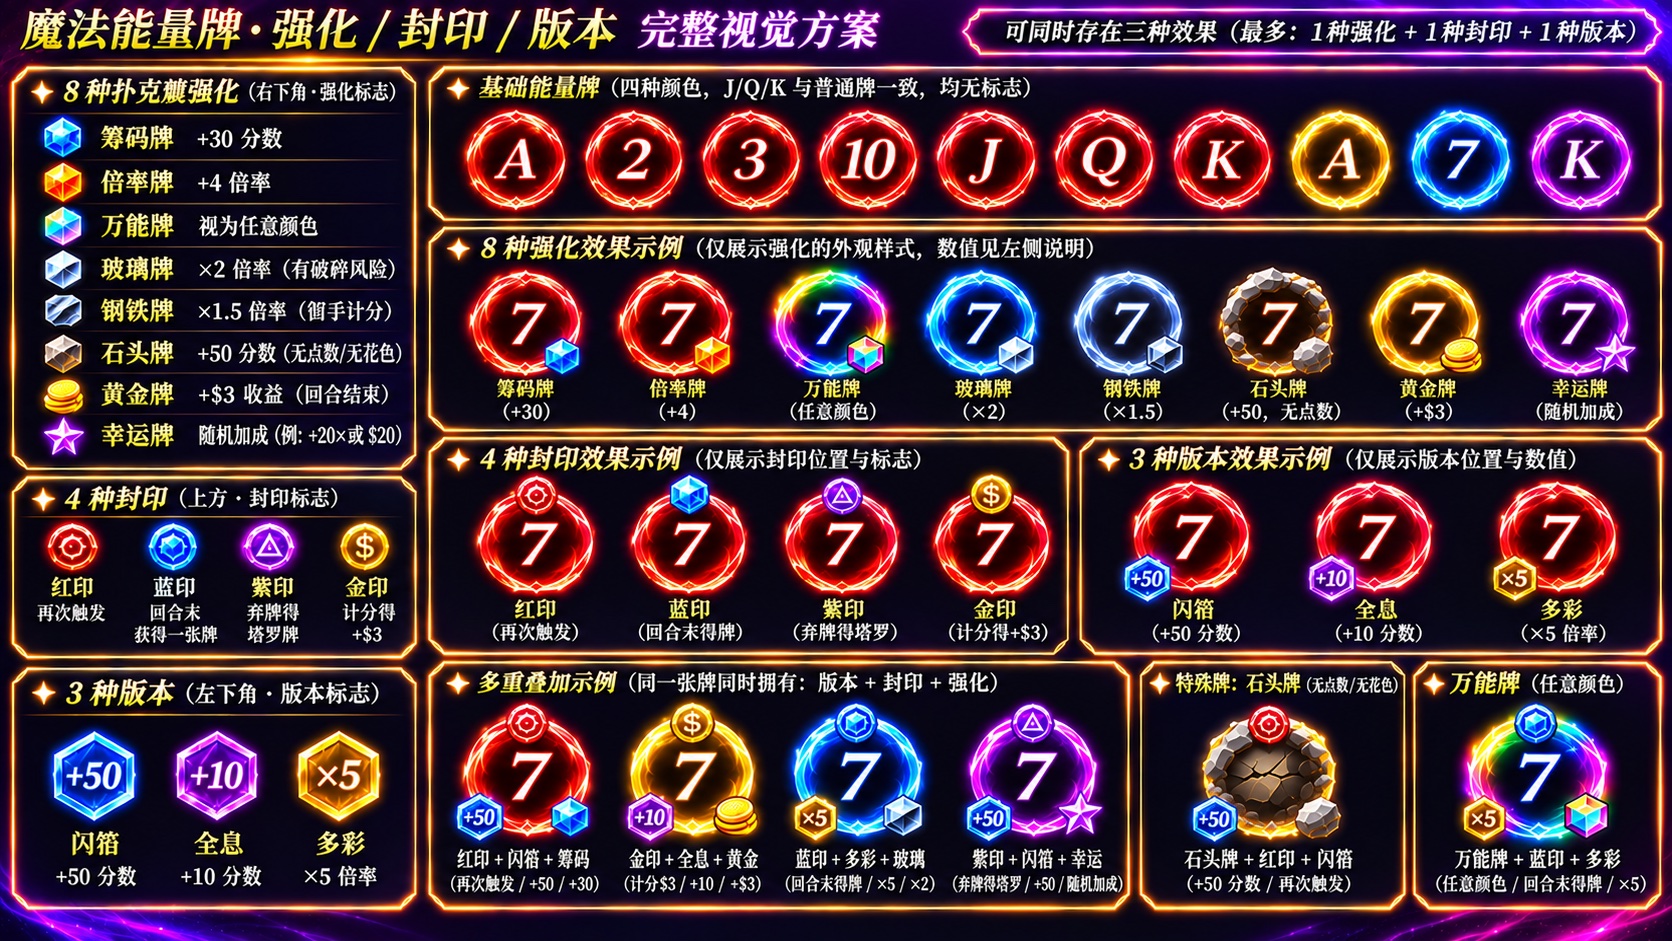 魔法能量牌·强化 / 封印 / 版本 完整视觉方案
可同时存在三种效果（最多：1种强化 + 1种封印 + 1种版本）
8 种扑克强化（右下角·强化标志）
筹码牌 +30 分数
倍率牌 +4 倍率
万能牌 视为任意颜色
玻璃牌 ×2 倍率（有破碎风险）
钢铁牌 ×1.5 倍率（手计分）
石头牌 +50 分数（无点数/无花色）
黄金牌 +$3 收益（回合结束）
幸运牌 随机加成（例: +20×或 $20）
4 种封印（上方·封印标志）
$
红印 蓝印 紫印 金印
再次触发 回合末 弃牌得 计分得
获得一张牌 塔罗牌 +$3
3 种版本（左下角·版本标志）
+50 +10 ×5
闪箔 全息 多彩
+50 分数 +10 分数 ×5 倍率
基础能量牌（四种颜色，J/Q/K 与普通牌一致，均无标志）
A 2 3 10 J Q K A 7 K
8 种强化效果示例（仅展示强化的外观样式，数值见左侧说明）
7 7 7 7 7 7 7 7
筹码牌 倍率牌 万能牌 玻璃牌 钢铁牌 石头牌 黄金牌 幸运牌
（+30） （+4） （任意颜色） （×2） （×1.5） （+50，无点数） （+$3） （随机加成）
4 种封印效果示例（仅展示封印位置与标志）
$
7 7 7 7
红印 蓝印 紫印 金印
（再次触发） （回合末得牌） （弃牌得塔罗） （计分得+$3）
3 种版本效果示例（仅展示版本位置与数值）
7 7 7
+50 +10 ×5
闪箔 全息 多彩
（+50 分数） （+10 分数） （×5 倍率）
多重叠加示例（同一张牌同时拥有：版本 + 封印 + 强化）
$
7 7 7 7
+50 +10 ×5 +50
红印 + 闪箔 + 筹码 金印 + 全息 + 黄金 蓝印 + 多彩 + 玻璃 紫印 + 闪箔 + 幸运
（再次触发 / +50 / +30） （计分$3 / +10 / +$3） （回合末得牌 / ×5 / ×2） （弃牌得塔罗 / +50 / 随机加成）
特殊牌：石头牌（无点数/无花色）
+50
石头牌 + 红印 + 闪箔
（+50 分数 / 再次触发）
万能牌（任意颜色）
7
×5
万能牌 + 蓝印 + 多彩
（任意颜色 / 回合末得牌 / ×5）